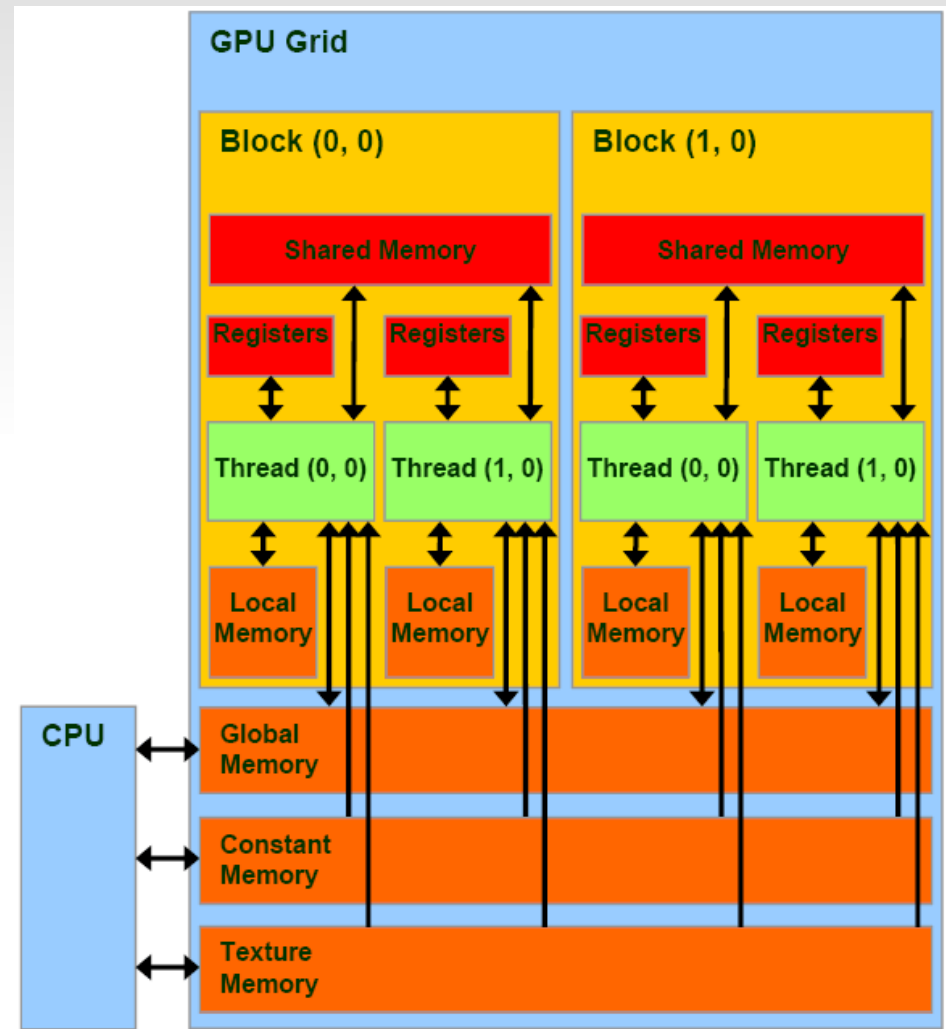 GPU Grid
Block (0, 0)
Block (1, 0)
Shared Memory
Shared Memory
Registers
Registers
Registers
Registers
Thread (0, 0)
Thread (1, 0)
Thread (0, 0)
Thread (1, 0)
Local
Memory
Local
Memory
Local
Memory
Local
Memory
CPU
Global
Memory
Constant
Memory
Texture
Memory